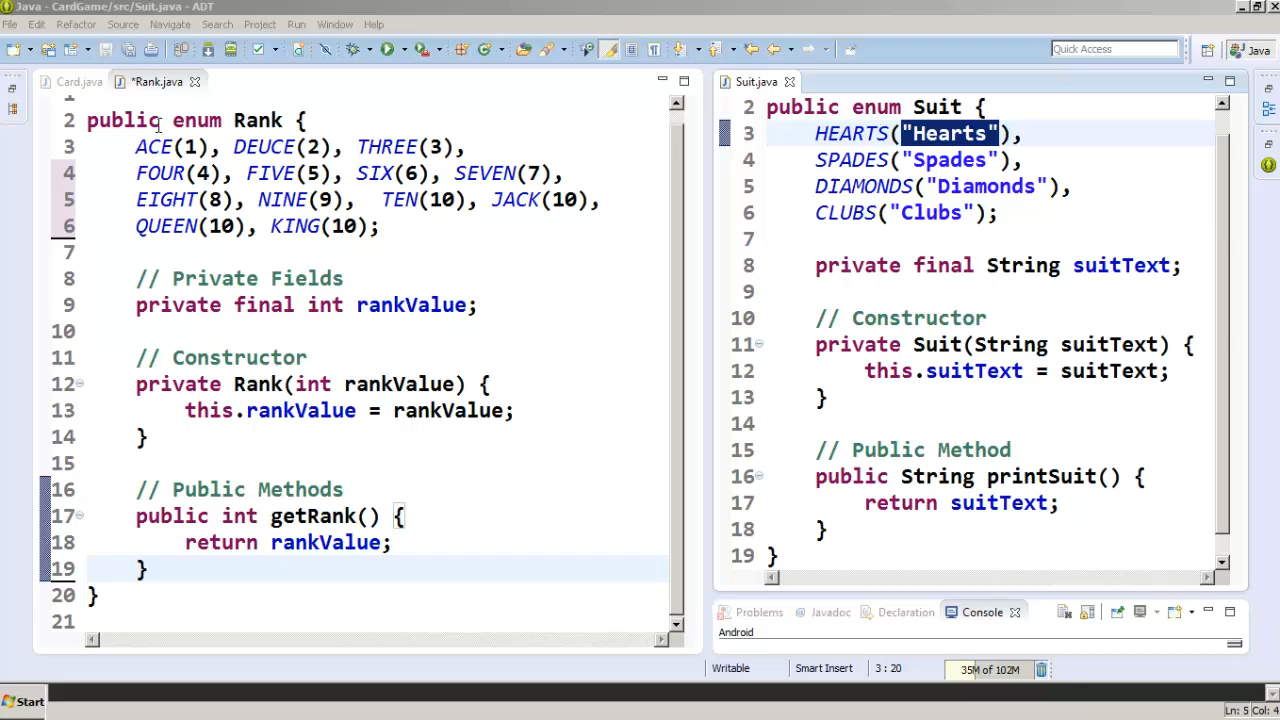 Java - CardGame/src/Suit.java - ADT
File Edit Refactor Source Navigate Search Project Run Window Help
Quick Access
Java
Card.java
*Rank.java
1
2 public enum Rank {
3 ACE(1), DEUCE(2), THREE(3),
4 FOUR(4), FIVE(5), SIX(6), SEVEN(7),
5 EIGHT(8), NINE(9), TEN(10), JACK(10),
6 QUEEN(10), KING(10);
7
8 // Private Fields
9 private final int rankValue;
10
11 // Constructor
12 private Rank(int rankValue) {
13 this.rankValue = rankValue;
14 }
15
16 // Public Methods
17 public int getRank() {
18 return rankValue;
19 }
20 }
21
Suit.java
2 public enum Suit {
3 HEARTS("Hearts"),
4 SPADES("Spades"),
5 DIAMONDS("Diamonds"),
6 CLUBS("Clubs");
7
8 private final String suitText;
9
10 // Constructor
11 private Suit(String suitText) {
12 this.suitText = suitText;
13 }
14
15 // Public Method
16 public String printSuit() {
17 return suitText;
18 }
19 }
Problems @ Javadoc Declaration Console
Android
Writable Smart Insert 3 : 20 35M of 102M
Start
Ln: 5 Col: 4